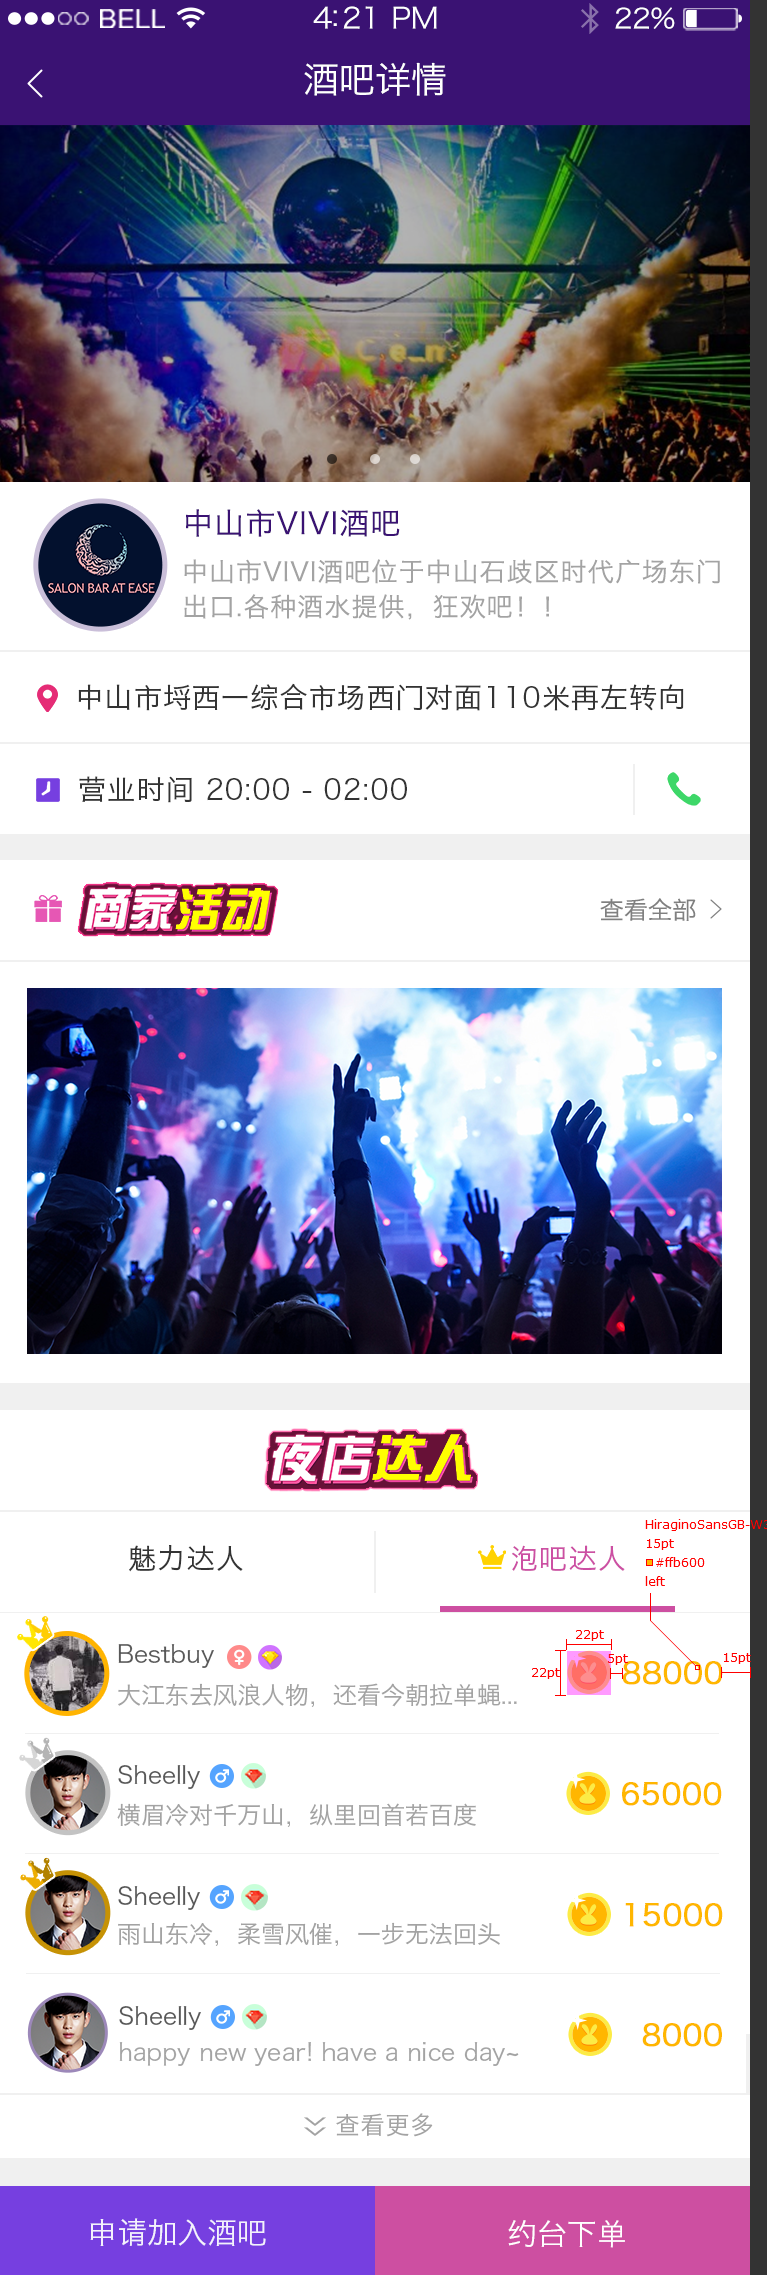 BELL 4:21 PM 22%
酒吧详情
SALON BAR AT EASE
中山市VIVI酒吧
中山市VIVI酒吧位于中山石歧区时代广场东门
出口.各种酒水提供，狂欢吧！！
中山市埒西一综合市场西门对面110米再左转向
营业时间 20:00 - 02:00
商家活动
查看全部
夜店达人
魅力达人
泡吧达人
HiraginoSansGB-W3
15pt
#ffb600
left
22pt
22pt
5pt
15pt
Bestbuy
大江东去风浪人物，还看今朝拉单蝇...
88000
Sheelly
横眉冷对千万山，纵里回首若百度
65000
Sheelly
雨山东冷，柔雪风催，一步无法回头
15000
Sheelly
happy new year! have a nice day~
8000
查看更多
申请加入酒吧
约台下单